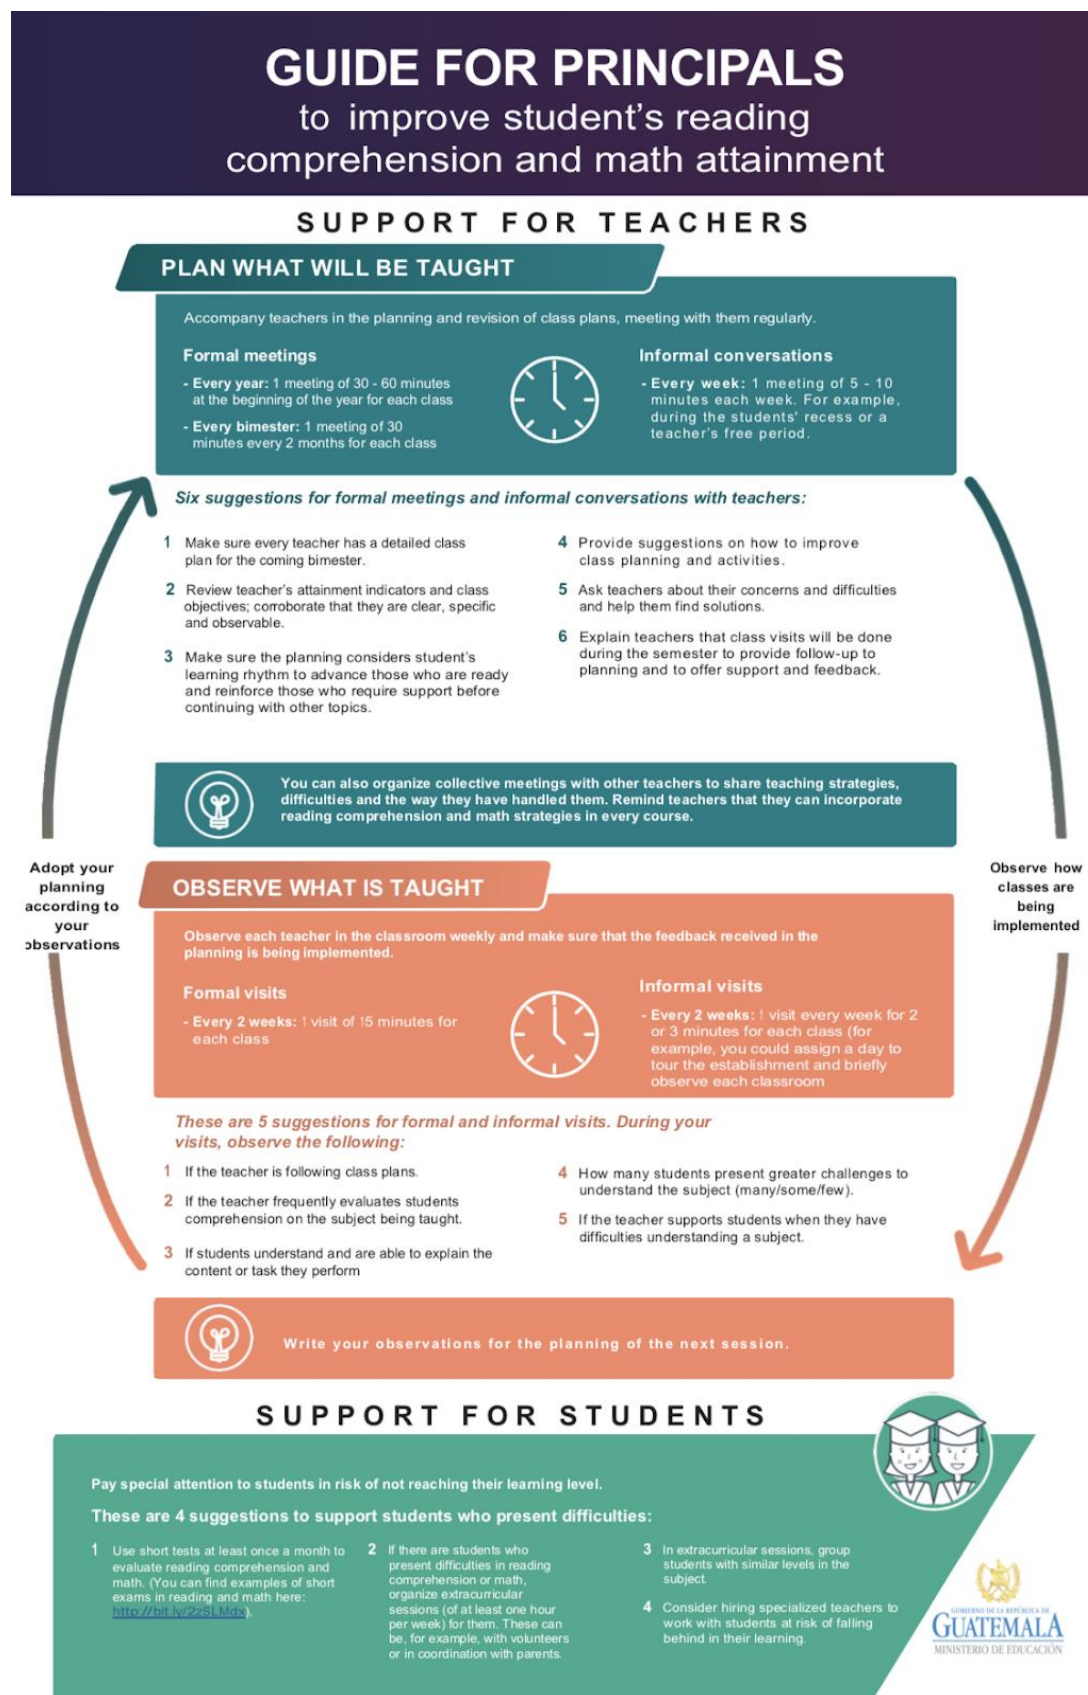 GUIDE FOR PRINCIPALS
to improve student's reading
comprehension and math attainment
SUPPORT FOR TEACHERS
PLAN WHAT WILL BE TAUGHT
Accompany teachers in the planning and revision of class plans, meeting with them regularly.
Formal meetings
- Every year: 1 meeting of 30 - 60 minutes
at the beginning of the year for each class
- Every bimester: 1 meeting of 30
minutes every 2 months for each class
Informal conversations
- Every week: 1 meeting of 5 - 10
minutes each week. For example,
during the students' recess or a
teacher's free period.
Six suggestions for formal meetings and informal conversations with teachers:
1 Make sure every teacher has a detailed class
plan for the coming bimester.
2 Review teacher's attainment indicators and class
objectives; corroborate that they are clear, specific
and observable.
3 Make sure the planning considers student's
learning rhythm to advance those who are ready
and reinforce those who require support before
continuing with other topics.
4 Provide suggestions on how to improve
class planning and activities.
5 Ask teachers about their concerns and difficulties
and help them find solutions.
6 Explain teachers that class visits will be done
during the semester to provide follow-up to
planning and to offer support and feedback.
You can also organize collective meetings with other teachers to share teaching strategies,
difficulties and the way they have handled them. Remind teachers that they can incorporate
reading comprehension and math strategies in every course.
Adopt your
planning
according to
your
observations
Observe how
classes are
being
implemented
OBSERVE WHAT IS TAUGHT
Observe each teacher in the classroom weekly and make sure that the feedback received in the
planning is being implemented.
Formal visits
- Every 2 weeks: 1 visit of 15 minutes for
each class
Informal visits
- Every 2 weeks: 1 visit every week for 2
or 3 minutes for each class (for
example, you could assign a day to
tour the establishment and briefly
observe each classroom
These are 5 suggestions for formal and informal visits. During your
visits, observe the following:
1 If the teacher is following class plans.
2 If the teacher frequently evaluates students
comprehension on the subject being taught.
3 If students understand and are able to explain the
content or task they perform
4 How many students present greater challenges to
understand the subject (many/some/few).
5 If the teacher supports students when they have
difficulties understanding a subject.
Write your observations for the planning of the next session.
SUPPORT FOR STUDENTS
Pay special attention to students in risk of not reaching their learning level.
These are 4 suggestions to support students who present difficulties:
1 Use short tests at least once a month to
evaluate reading comprehension and
math. (You can find examples of short
exams in reading and math here:
http://bit.ly/2zSLMdx).
2 If there are students who
present difficulties in reading
comprehension or math,
organize extracurricular
sessions (of at least one hour
per week) for them. These can
be, for example, with volunteers
or in coordination with parents.
3 In extracurricular sessions, group
students with similar levels in the
subject.
4 Consider hiring specialized teachers to
work with students at risk of falling
behind in their learning.
GOBIERNO DE LA REPÚBLICA DE
GUATEMALA
MINISTERIO DE EDUCACIÓN